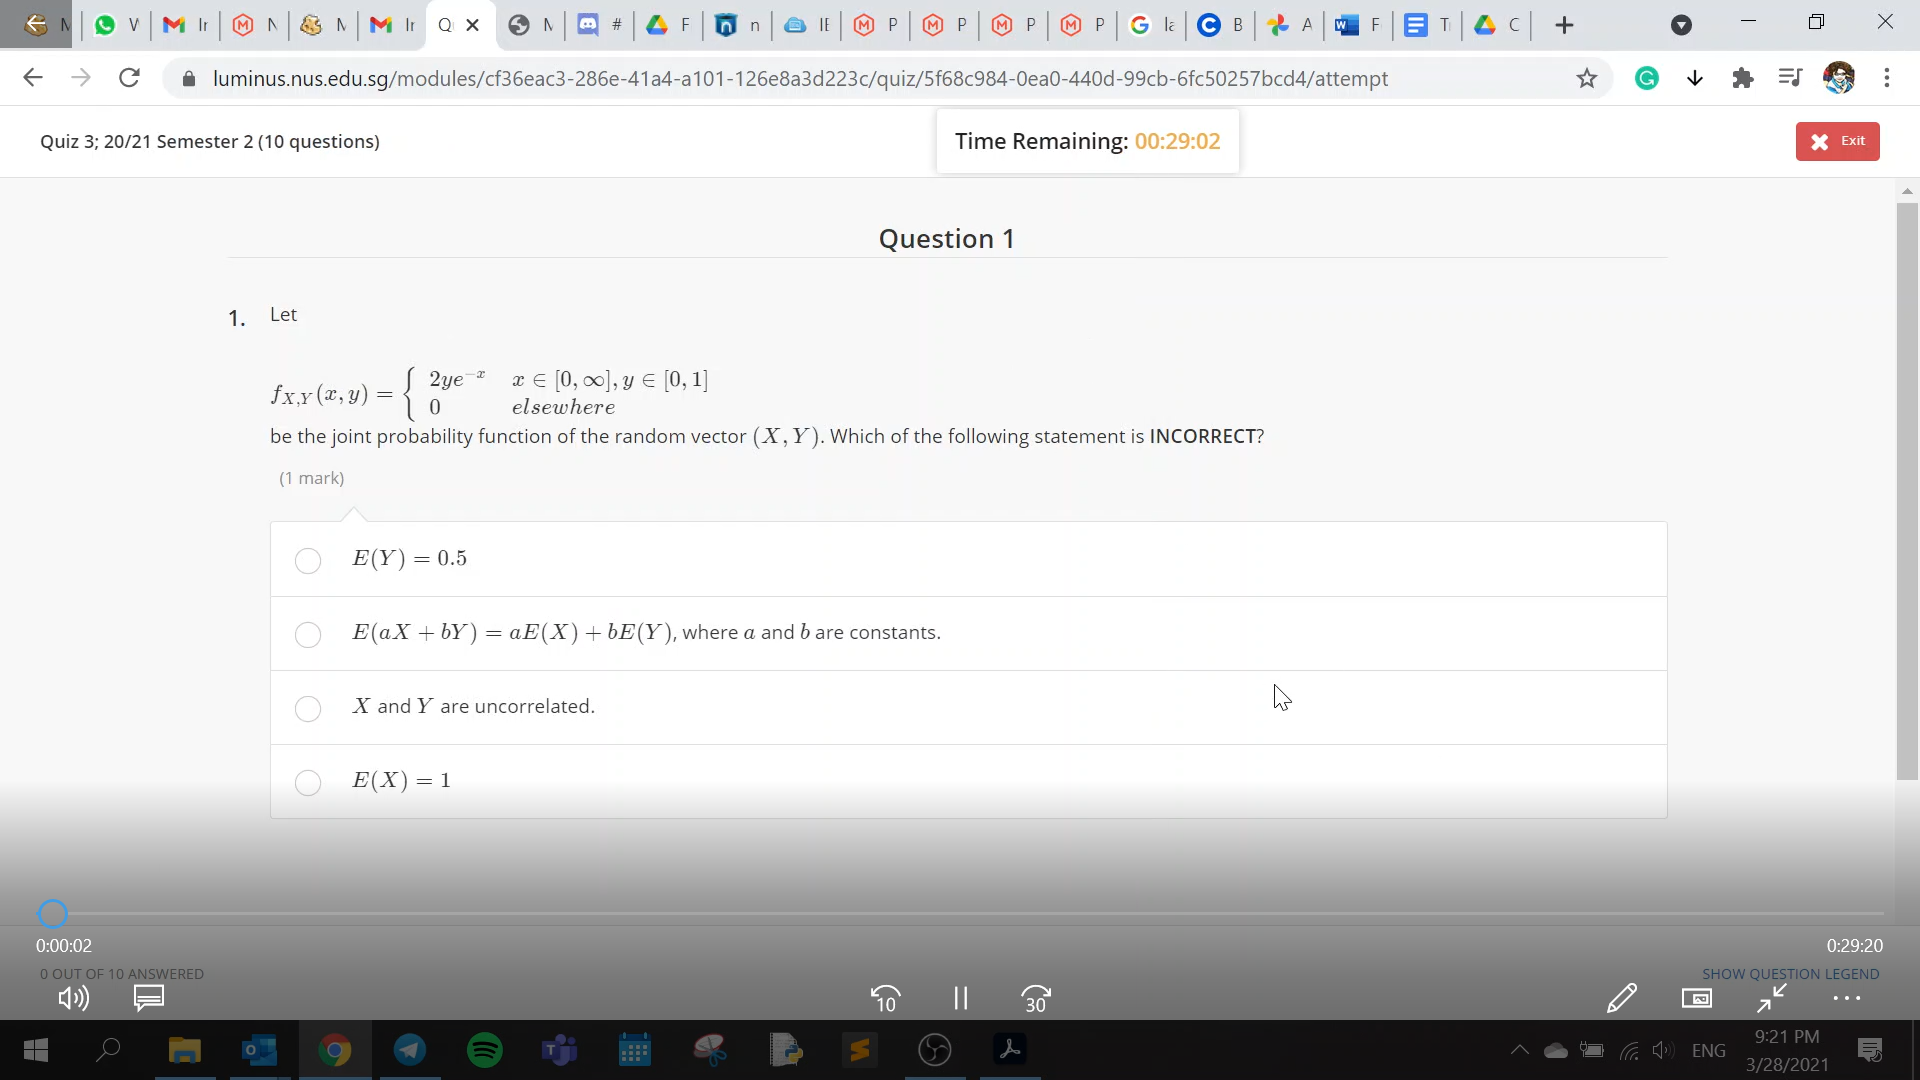 M
V
Ir
N
M
Ir
Q
M
#
F
n
IE
P
P
P
P
la
B
A
F
T
C
luminus.nus.edu.sg/modules/cf36eac3-286e-41a4-a101-126e8a3d223c/quiz/5f68c984-0ea0-440d-99cb-6fc50257bcd4/attempt
Quiz 3; 20/21 Semester 2 (10 questions)
Time Remaining: 00:29:02
Exit
Question 1
1. Let
f_{X,Y}(x, y) = { 2ye^{-x} x ∈ [0, ∞], y ∈ [0, 1]
0 elsewhere
be the joint probability function of the random vector (X, Y). Which of the following statement is INCORRECT?
(1 mark)
E(Y) = 0.5
E(aX + bY) = aE(X) + bE(Y), where a and b are constants.
X and Y are uncorrelated.
E(X) = 1
0:00:02
0:29:20
0 OUT OF 10 ANSWERED
SHOW QUESTION LEGEND
10
30
ENG
9:21 PM
3/28/2021